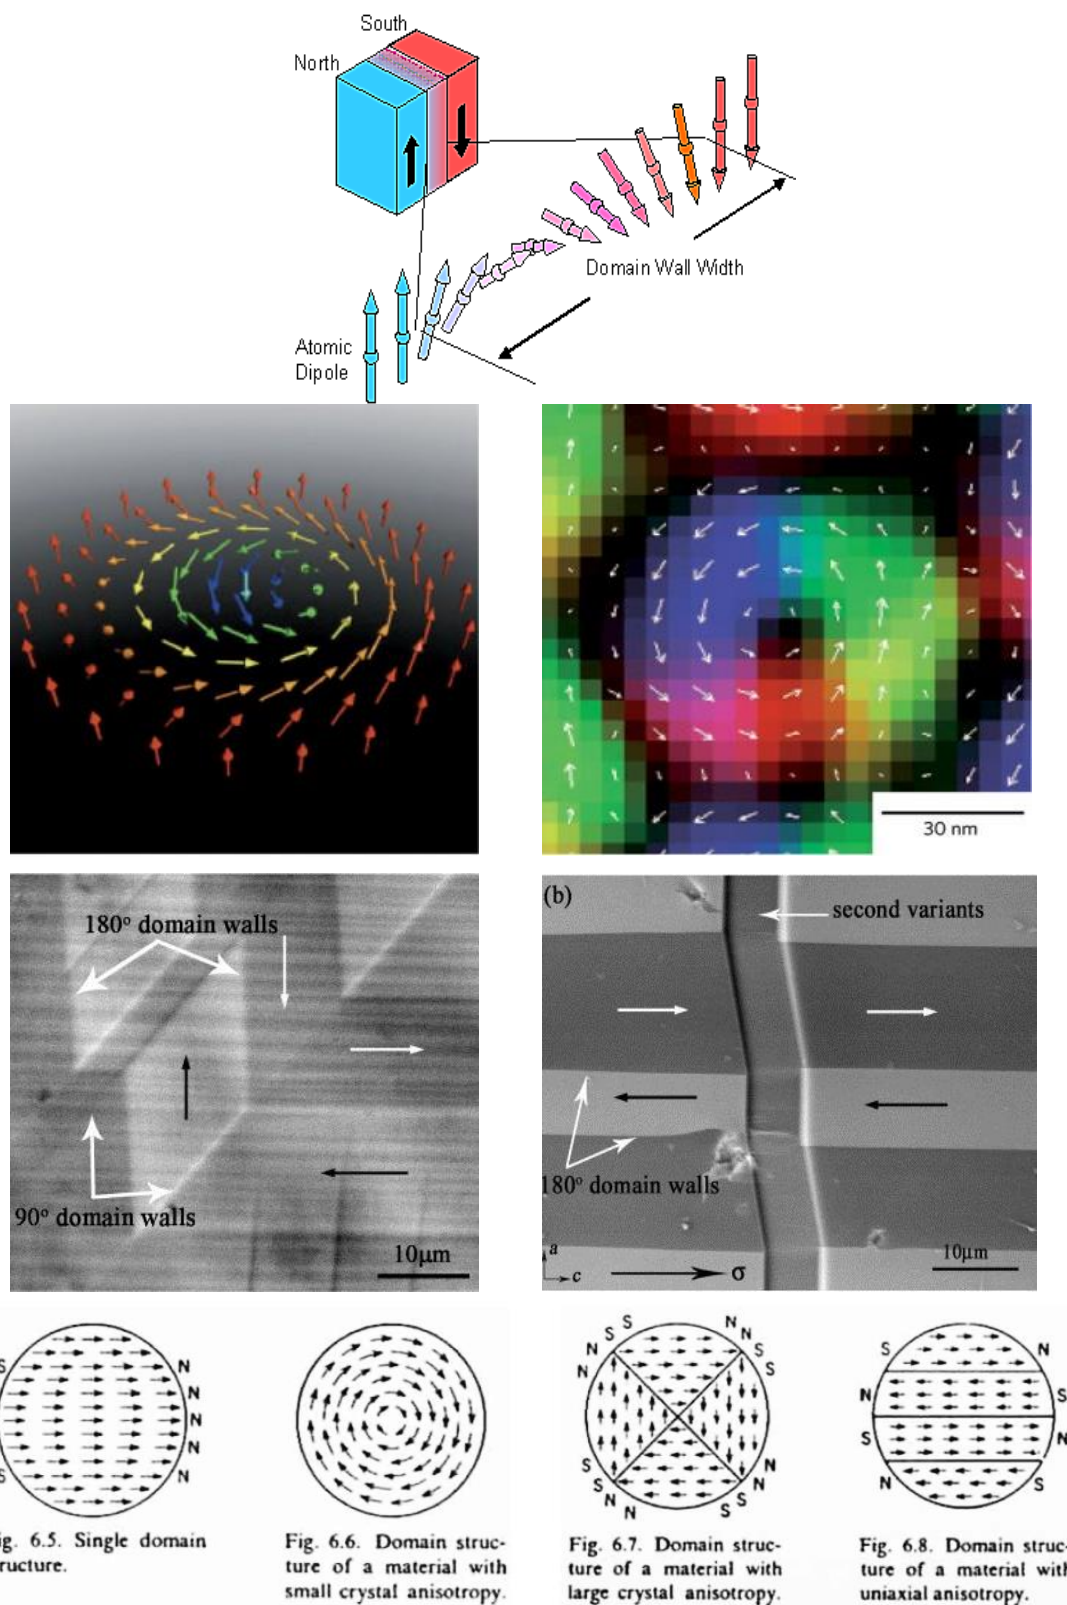 South
North
Domain Wall Width
Atomic
Dipole
30 nm
180° domain walls
90° domain walls
10μm
(b)
second variants
180° domain walls
a
c
σ
10μm
S
S
N
N
N
N
N
S S
N
N
N
N
S
S
S
N
N
N
N
S
S
S
N
N
S
S
N
N
S
ig. 6.5. Single domain
ructure.
Fig. 6.6. Domain struc-
ture of a material with
small crystal anisotropy.
Fig. 6.7. Domain struc-
ture of a material with
large crystal anisotropy.
Fig. 6.8. Domain struc-
ture of a material with
uniaxial anisotropy.